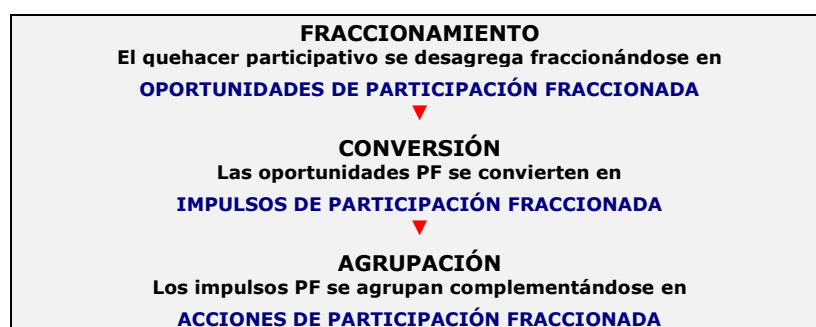 FRACCIONAMIENTO
El quehacer participativo se desagrega fraccionándose en
OPORTUNIDADES DE PARTICIPACIÓN FRACCIONADA
CONVERSIÓN
Las oportunidades PF se convierten en
IMPULSOS DE PARTICIPACIÓN FRACCIONADA
AGRUPACIÓN
Los impulsos PF se agrupan complementándose en
ACCIONES DE PARTICIPACIÓN FRACCIONADA